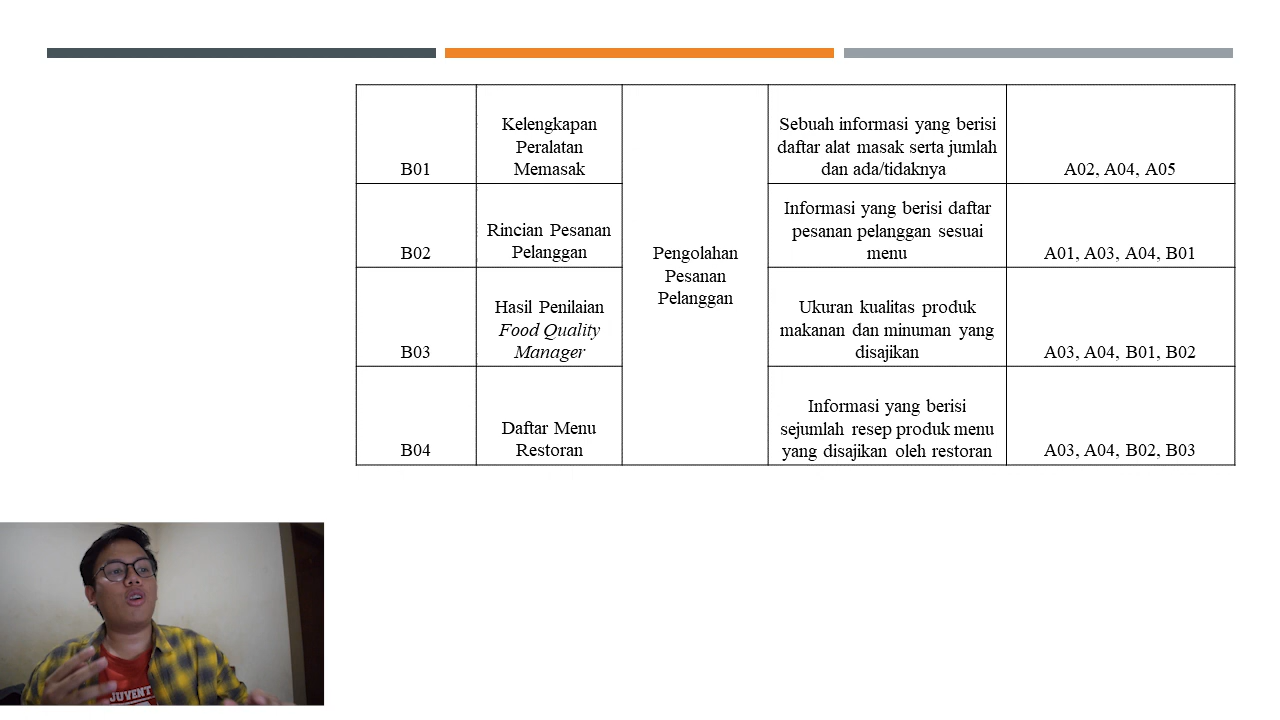 B01
Kelengkapan
Peralatan
Memasak
Pengolahan
Pesanan
Pelanggan
Sebuah informasi yang berisi
daftar alat masak serta jumlah
dan ada/tidaknya
A02, A04, A05
B02
Rincian Pesanan
Pelanggan
Informasi yang berisi daftar
pesanan pelanggan sesuai
menu
A01, A03, A04, B01
B03
Hasil Penilaian
Food Quality
Manager
Ukuran kualitas produk
makanan dan minuman yang
disajikan
A03, A04, B01, B02
B04
Daftar Menu
Restoran
Informasi yang berisi
sejumlah resep produk menu
yang disajikan oleh restoran
A03, A04, B02, B03
JUVENT